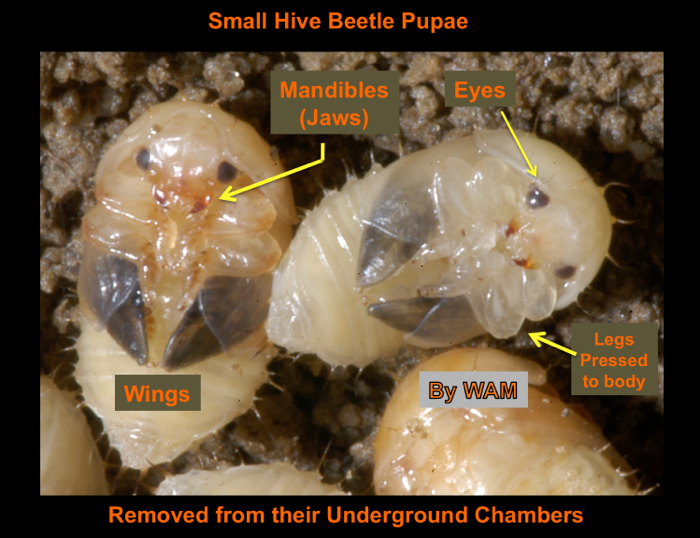 Small Hive Beetle Pupae
Mandibles
(Jaws)
Eyes
Legs
Pressed
to body
Wings
By WAM
Removed from their Underground Chambers